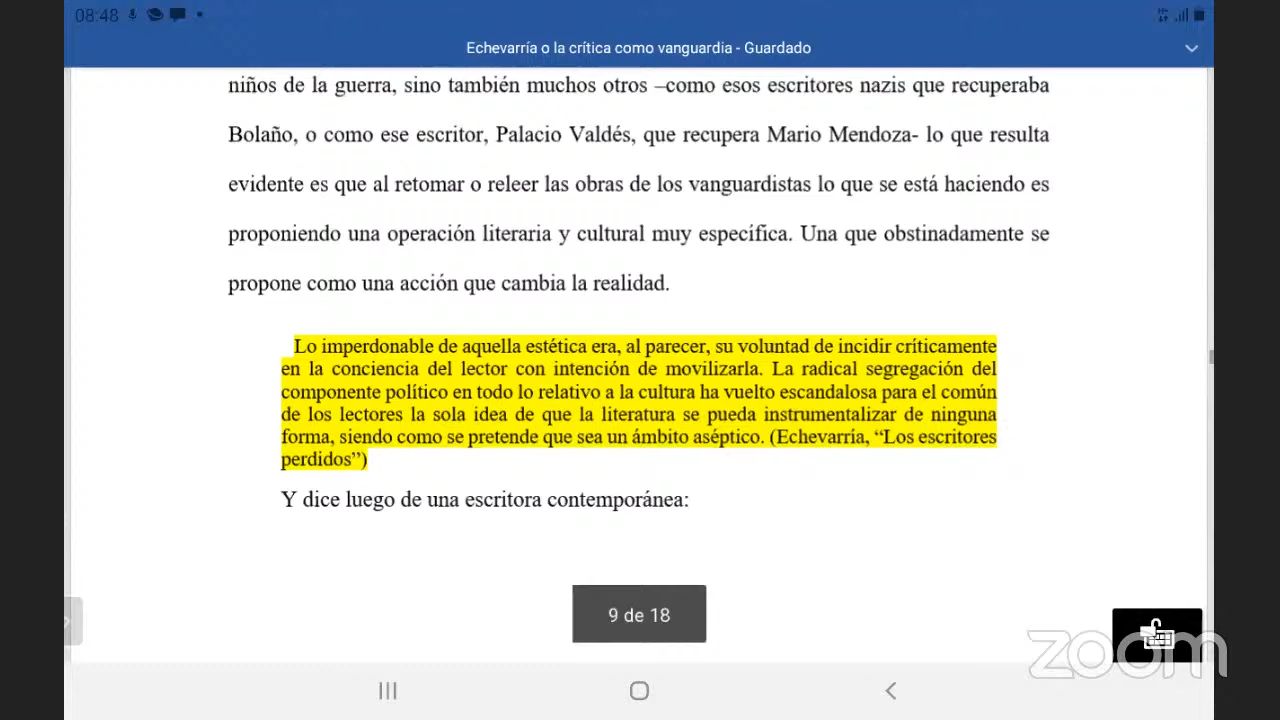 08:48
Echevarría o la crítica como vanguardia - Guardado
niños de la guerra, sino también muchos otros –como esos escritores nazis que recuperaba
Bolaño, o como ese escritor, Palacio Valdés, que recupera Mario Mendoza- lo que resulta
evidente es que al retomar o releer las obras de los vanguardistas lo que se está haciendo es
proponiendo una operación literaria y cultural muy específica. Una que obstinadamente se
propone como una acción que cambia la realidad.
Lo imperdonable de aquella estética era, al parecer, su voluntad de incidir críticamente
en la conciencia del lector con intención de movilizarla. La radical segregación del
componente político en todo lo relativo a la cultura ha vuelto escandalosa para el común
de los lectores la sola idea de que la literatura se pueda instrumentalizar de ninguna
forma, siendo como se pretende que sea un ámbito aséptico. (Echevarría, “Los escritores
perdidos”)
Y dice luego de una escritora contemporánea:
9 de 18
zoom